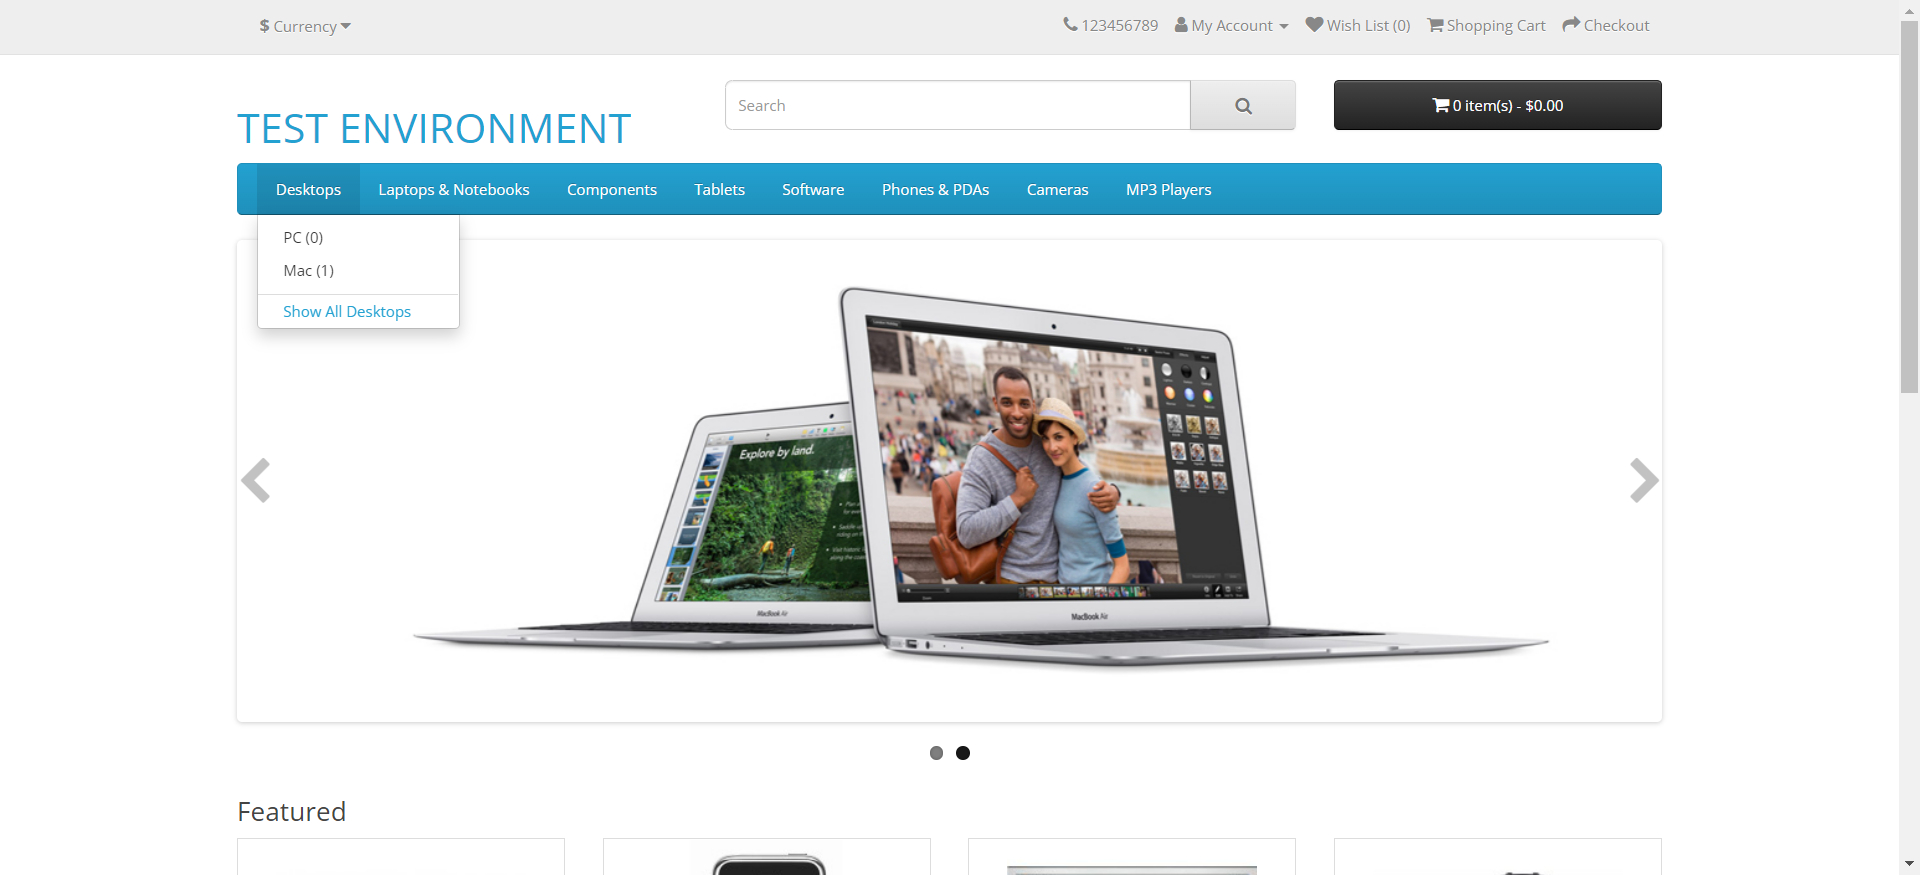 $ Currency
123456789 My Account Wish List (0) Shopping Cart Checkout
TEST ENVIRONMENT
Search
0 item(s) - $0.00
Desktops Laptops & Notebooks Components Tablets Software Phones & PDAs Cameras MP3 Players
PC (0)
Mac (1)
Show All Desktops
Explore by land.
MacBook Air
MacBook Air
Featured